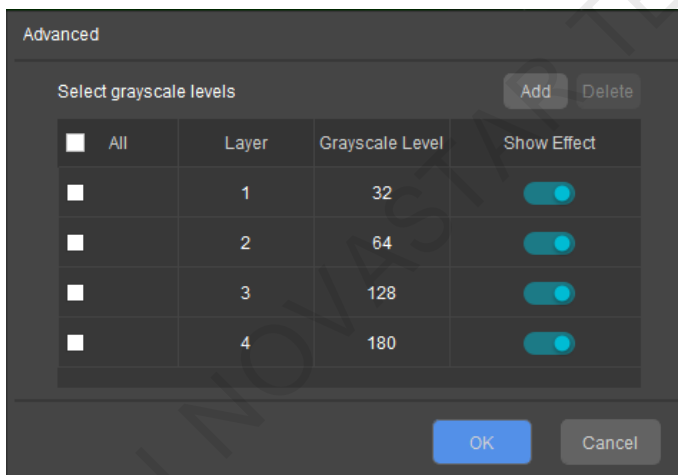 Advanced
Select grayscale levels Add Delete
All Layer Grayscale Level Show Effect
1 32
2 64
3 128
4 180
OK Cancel
NOVASTAR